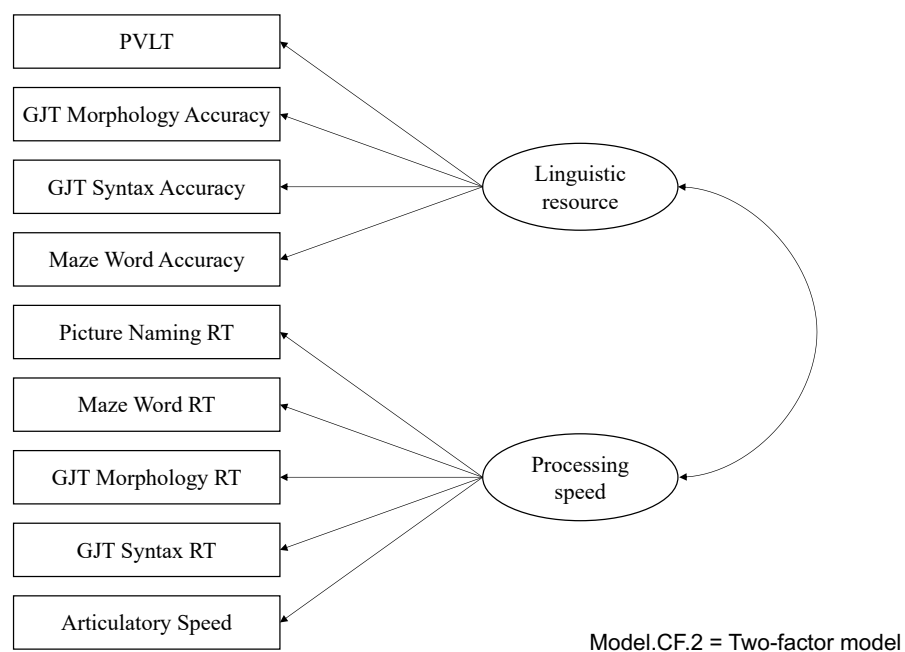 PVLT
GJT Morphology Accuracy
GJT Syntax Accuracy
Maze Word Accuracy
Picture Naming RT
Maze Word RT
GJT Morphology RT
GJT Syntax RT
Articulatory Speed
Linguistic
resource
Processing
speed
Model.CF.2 = Two-factor model